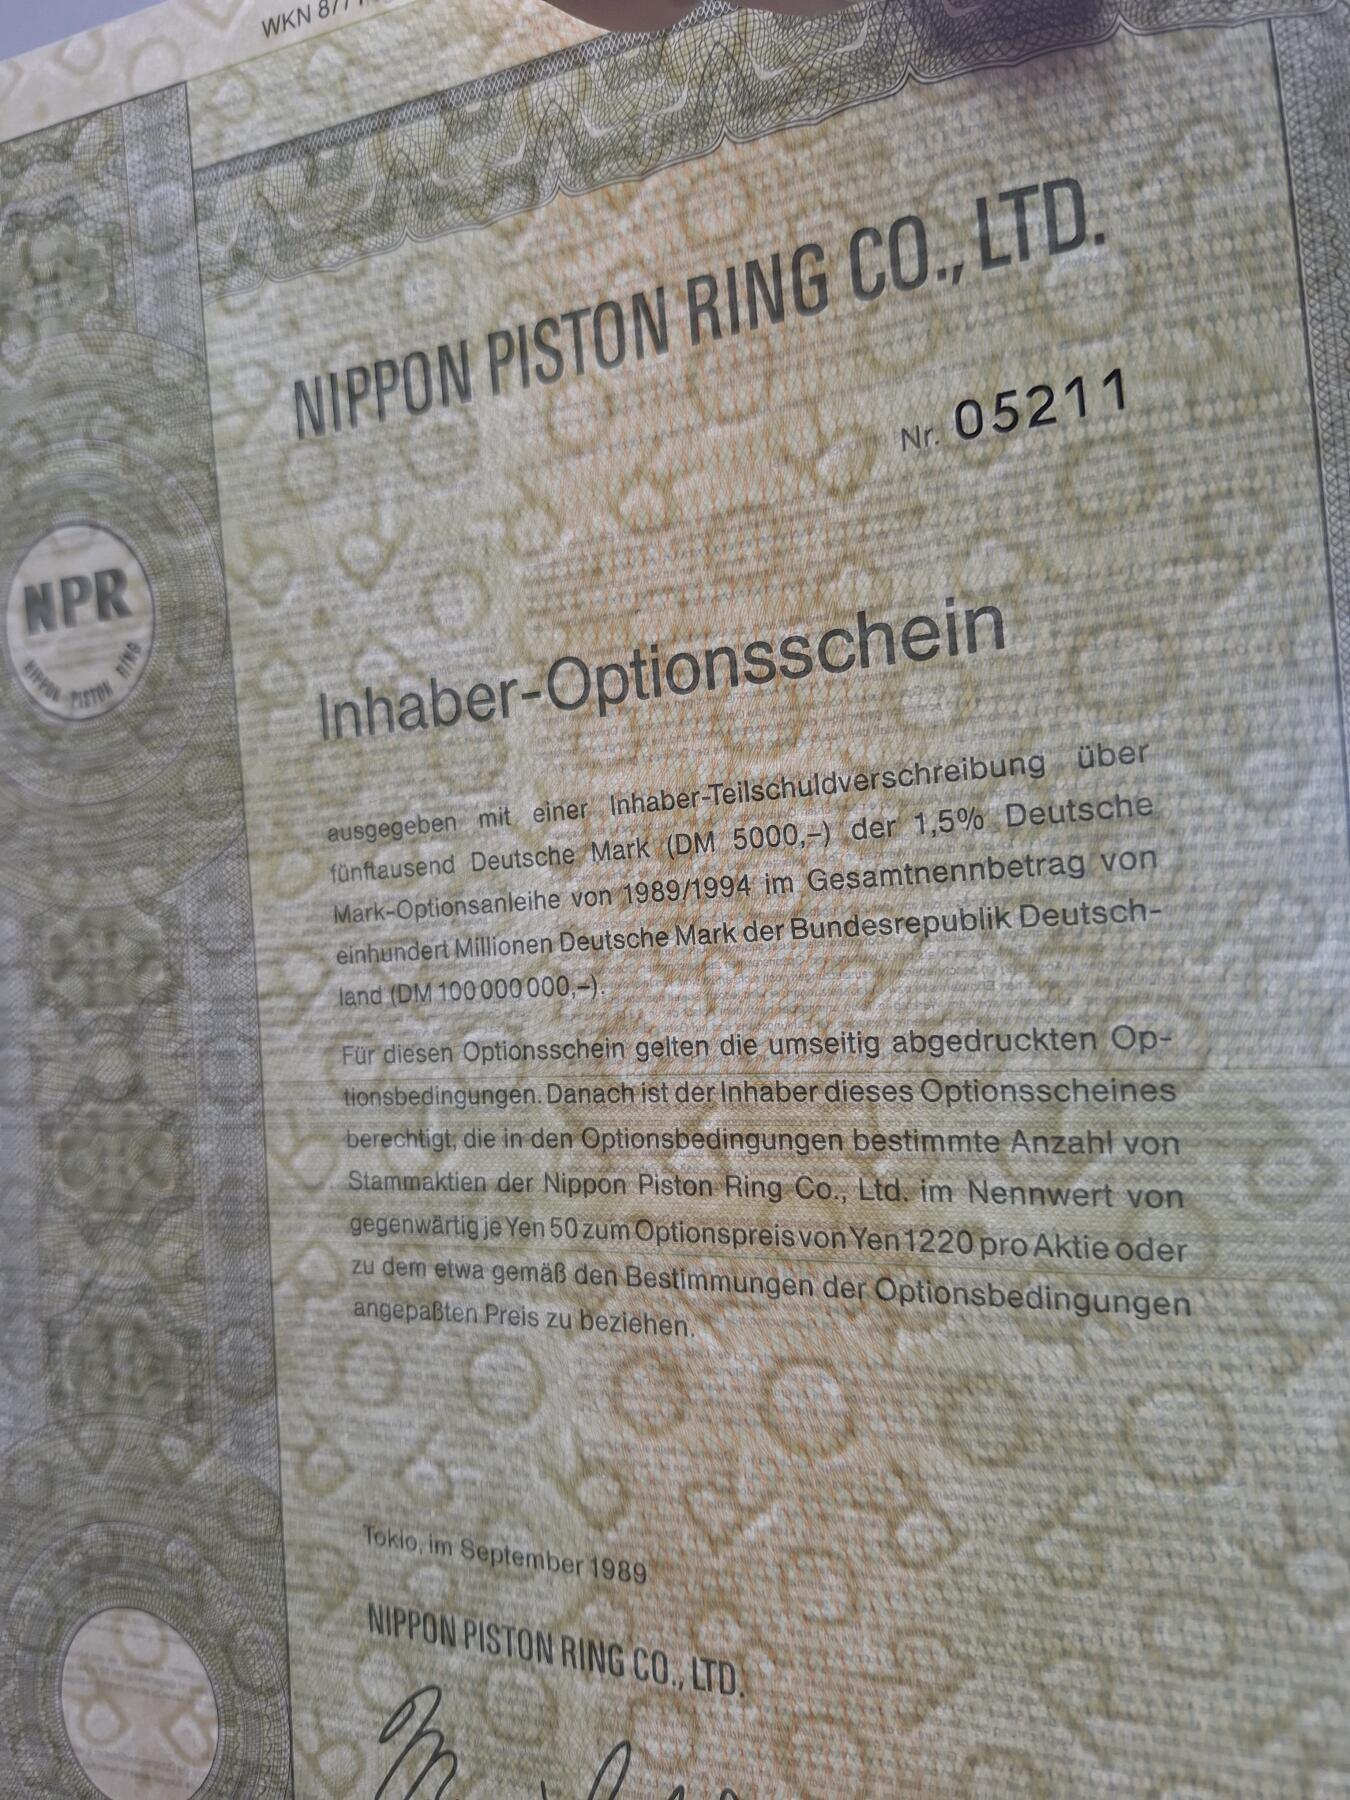 WKN 877
NIPPON PISTON RING CO., LTD.
Nr. 05211
NPR
NIPPON PISTON RING
Inhaber-Optionsschein
ausgegeben mit einer Inhaber-Teilschuldverschreibung über
fünftausend Deutsche Mark (DM 5000,–) der 1,5% Deutsche
Mark-Optionsanleihe von 1989/1994 im Gesamtnennbetrag von
einhundert Millionen Deutsche Mark der Bundesrepublik Deutsch-
land (DM 100 000 000,–).
Für diesen Optionsschein gelten die umseitig abgedruckten Op-
tionsbedingungen. Danach ist der Inhaber dieses Optionsscheines
berechtigt, die in den Optionsbedingungen bestimmte Anzahl von
Stammaktien der Nippon Piston Ring Co., Ltd. im Nennwert von
gegenwärtig je Yen 50 zum Optionspreis von Yen 1220 pro Aktie oder
zu dem etwa gemäß den Bestimmungen der Optionsbedingungen
angepaßten Preis zu beziehen.
Tokio, im September 1989
NIPPON PISTON RING CO., LTD.